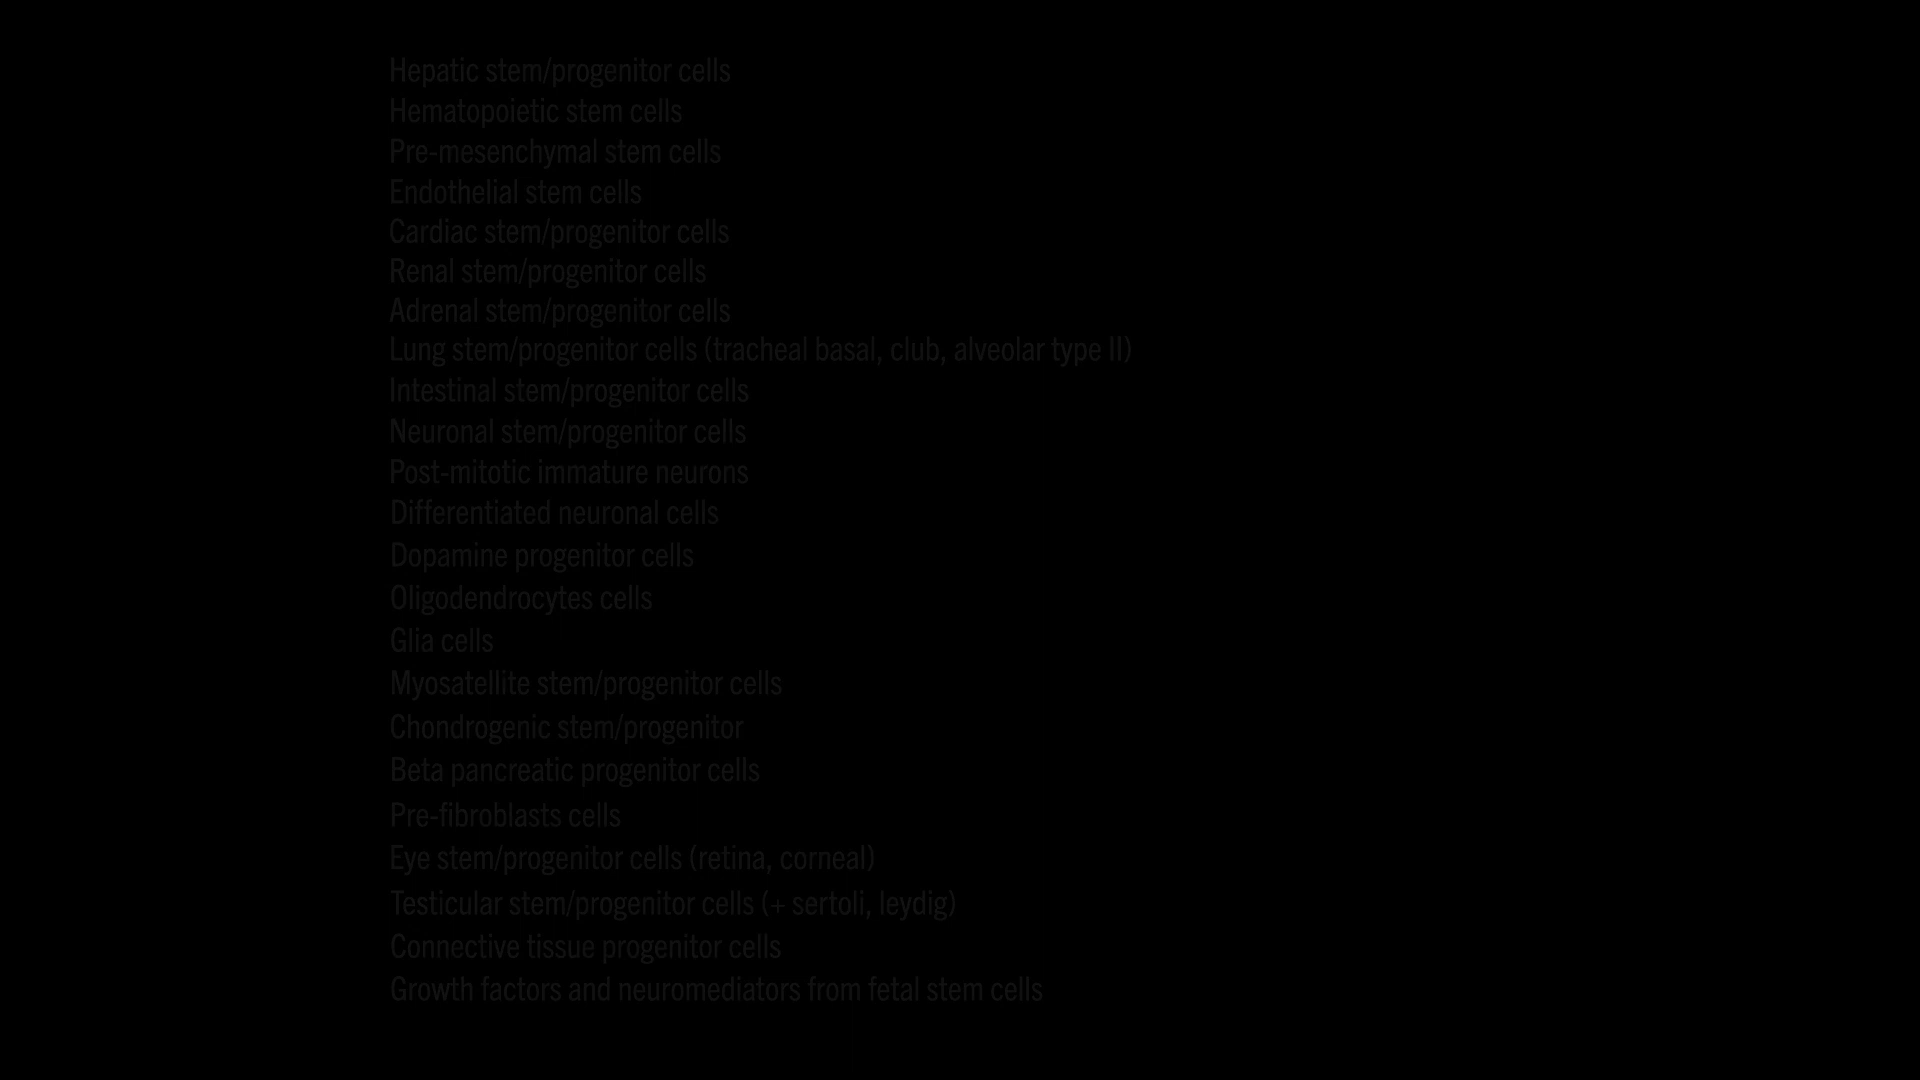 Hepatic stem/progenitor cells
Hematopoietic stem cells
Pre-mesenchymal stem cells
Endothelial stem cells
Cardiac stem/progenitor cells
Renal stem/progenitor cells
Adrenal stem/progenitor cells
Lung stem/progenitor cells (tracheal basal, club, alveolar type II)
Intestinal stem/progenitor cells
Neuronal stem/progenitor cells
Post-mitotic immature neurons
Differentiated neuronal cells
Dopamine progenitor cells
Oligodendrocytes cells
Glia cells
Myosatellite stem/progenitor cells
Chondrogenic stem/progenitor
Beta pancreatic progenitor cells
Pre-fibroblasts cells
Eye stem/progenitor cells (retina, corneal)
Testicular stem/progenitor cells (+ sertoli, leydig)
Connective tissue progenitor cells
Growth factors and neuromediators from fetal stem cells